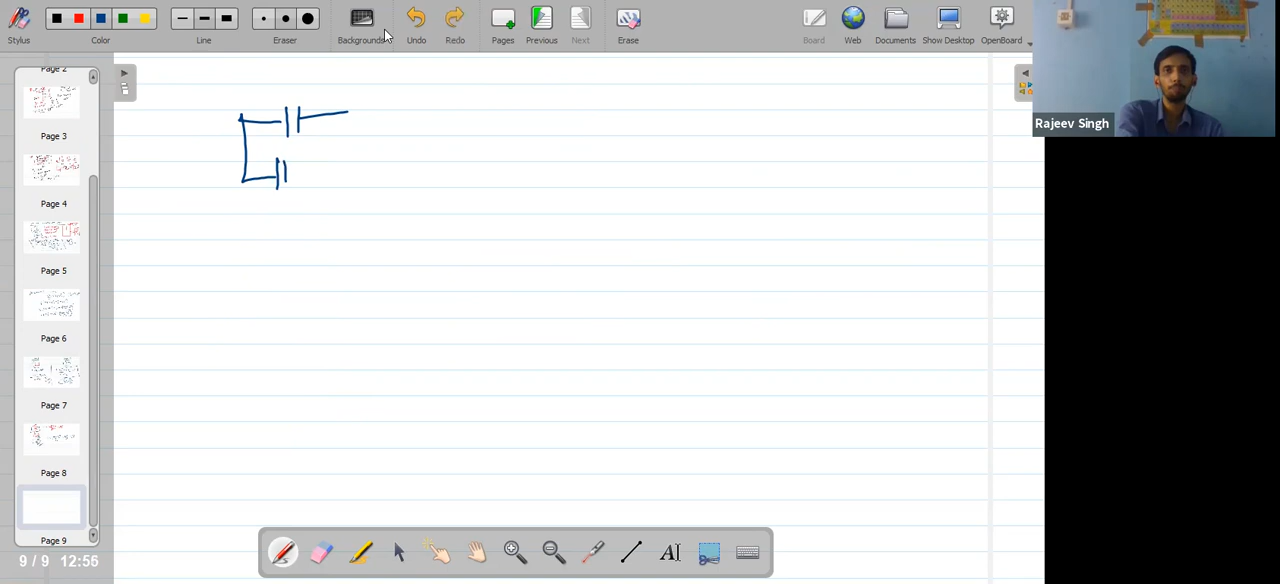 Stylus
Color
Line
Eraser
Backgrounds
Undo
Redo
Pages
Previous
Next
Erase
Board
Web
Documents
Show Desktop
OpenBoard
Rajeev Singh
Page 2
Page 3
Page 4
Page 5
Page 6
Page 7
Page 8
Page 9
9 / 9 12:56
A